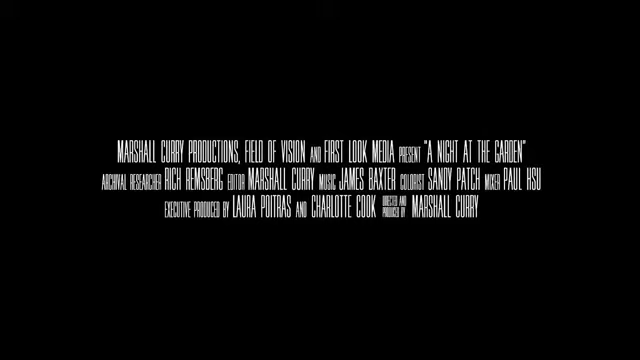 MARSHALL CURRY PRODUCTIONS, FIELD OF VISION AND FIRST LOOK MEDIA PRESENT "A NIGHT AT THE GARDEN"
ARCHIVAL RESEARCHER RICH REMSBERG EDITOR MARSHALL CURRY MUSIC JAMES BAXTER COLORIST SANDY PATCH MIXER PAUL HSU
EXECUTIVE PRODUCED BY LAURA POITRAS AND CHARLOTTE COOK DIRECTED AND PRODUCED BY MARSHALL CURRY